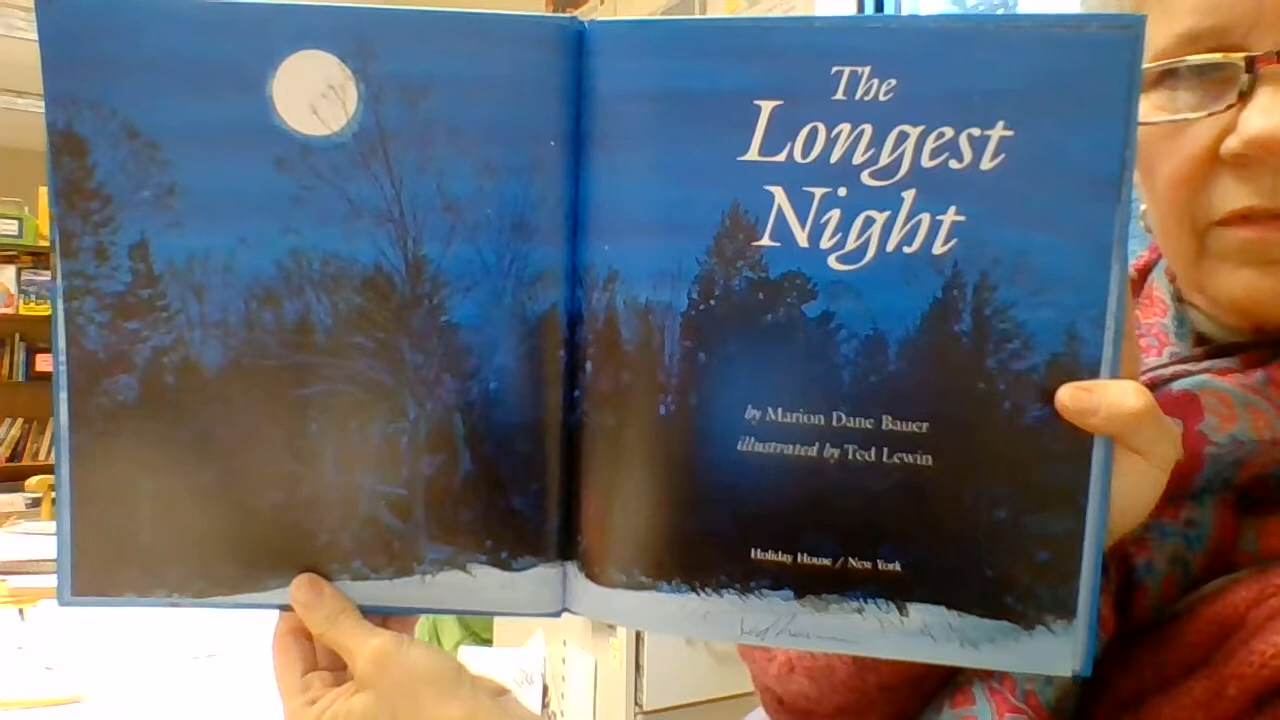 The
Longest
Night
by Marion Dane Bauer
illustrated by Ted Lewin
Holiday House / New York